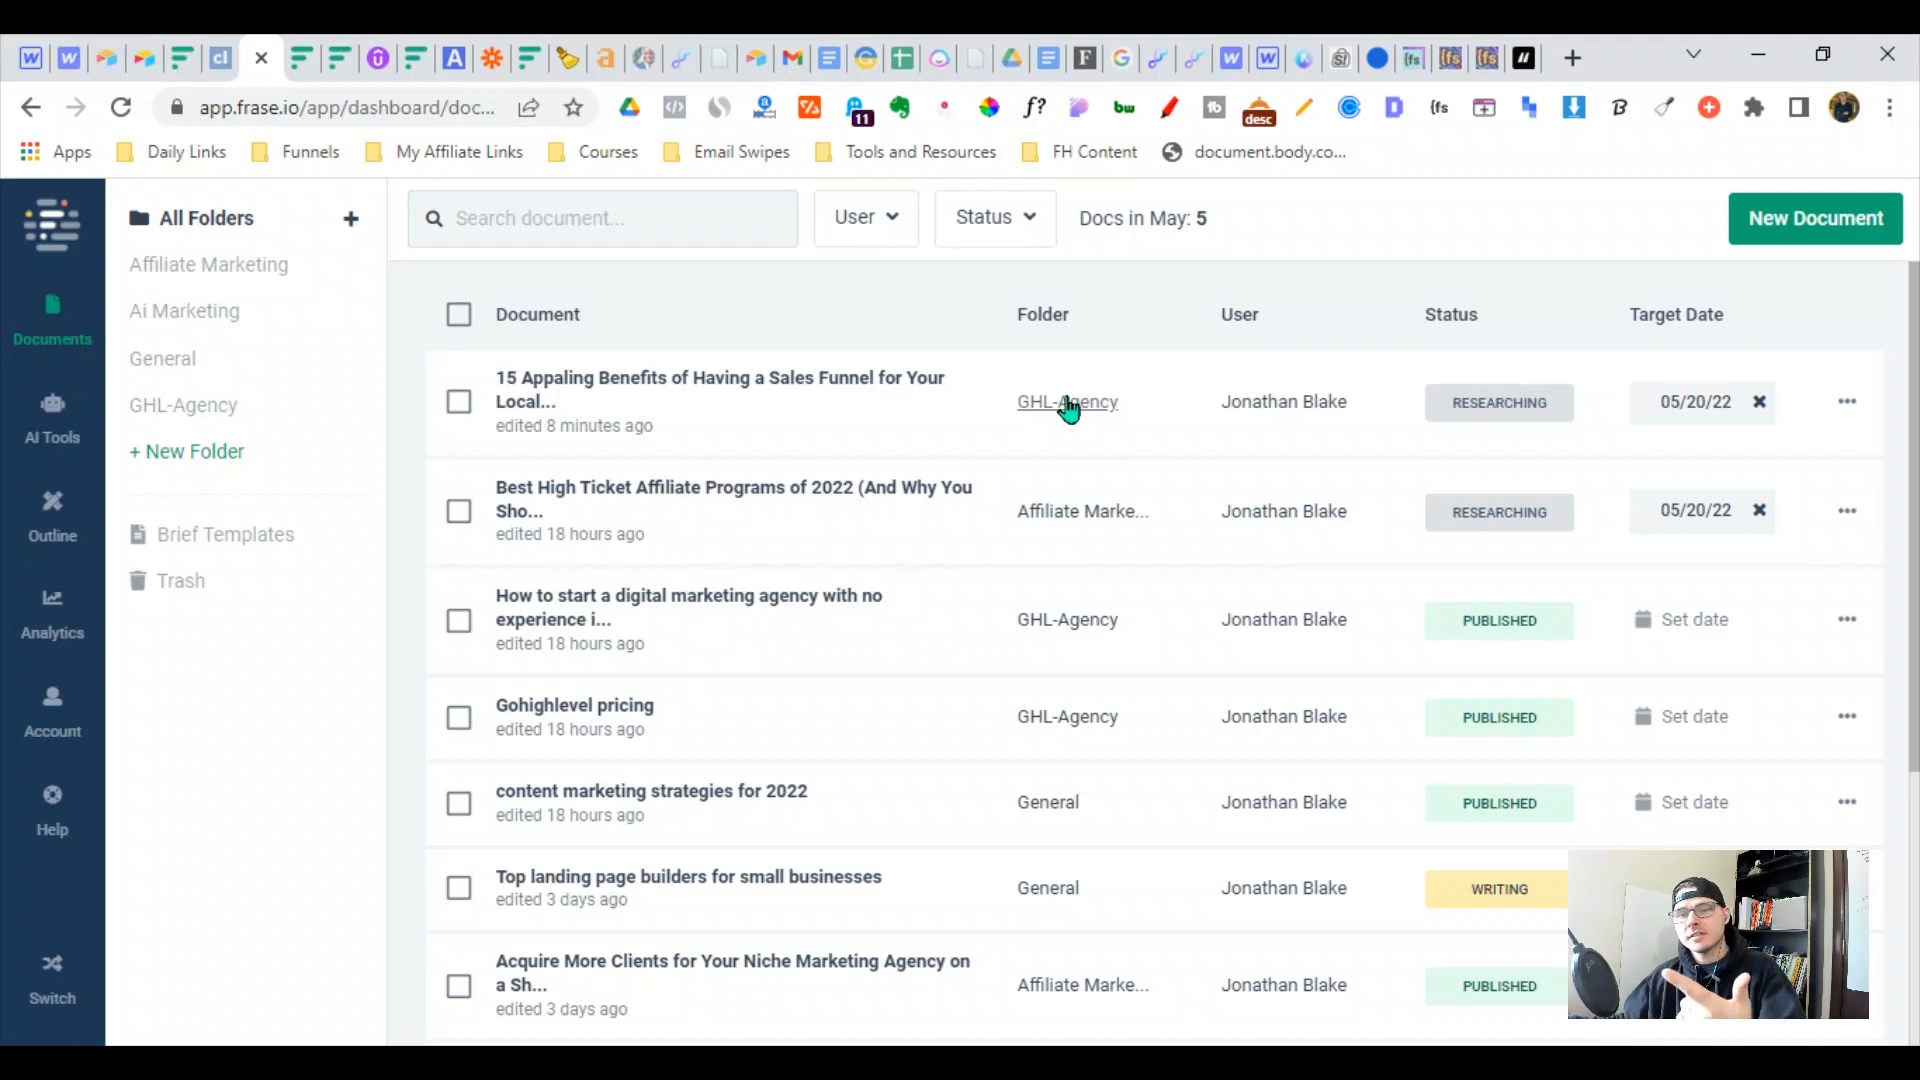 app.frase.io/app/dashboard/doc...
11
desc
Apps
Daily Links
Funnels
My Affiliate Links
Courses
Email Swipes
Tools and Resources
FH Content
document.body.co...
All Folders
Affiliate Marketing
Ai Marketing
General
GHL-Agency
+ New Folder
Brief Templates
Trash
Documents
AI Tools
Outline
Analytics
Account
Help
Switch
Search document...
User
Status
Docs in May: 5
New Document
Document Folder User Status Target Date
15 Appaling Benefits of Having a Sales Funnel for Your
Local...
edited 8 minutes ago
GHL-Agency
Jonathan Blake
RESEARCHING
05/20/22
Best High Ticket Affiliate Programs of 2022 (And Why You
Sho...
edited 18 hours ago
Affiliate Marke...
Jonathan Blake
RESEARCHING
05/20/22
How to start a digital marketing agency with no
experience i...
edited 18 hours ago
GHL-Agency
Jonathan Blake
PUBLISHED
Set date
Gohighlevel pricing
edited 18 hours ago
GHL-Agency
Jonathan Blake
PUBLISHED
Set date
content marketing strategies for 2022
edited 18 hours ago
General
Jonathan Blake
PUBLISHED
Set date
Top landing page builders for small businesses
edited 3 days ago
General
Jonathan Blake
WRITING
Acquire More Clients for Your Niche Marketing Agency on
a Sh...
edited 3 days ago
Affiliate Marke...
Jonathan Blake
PUBLISHED